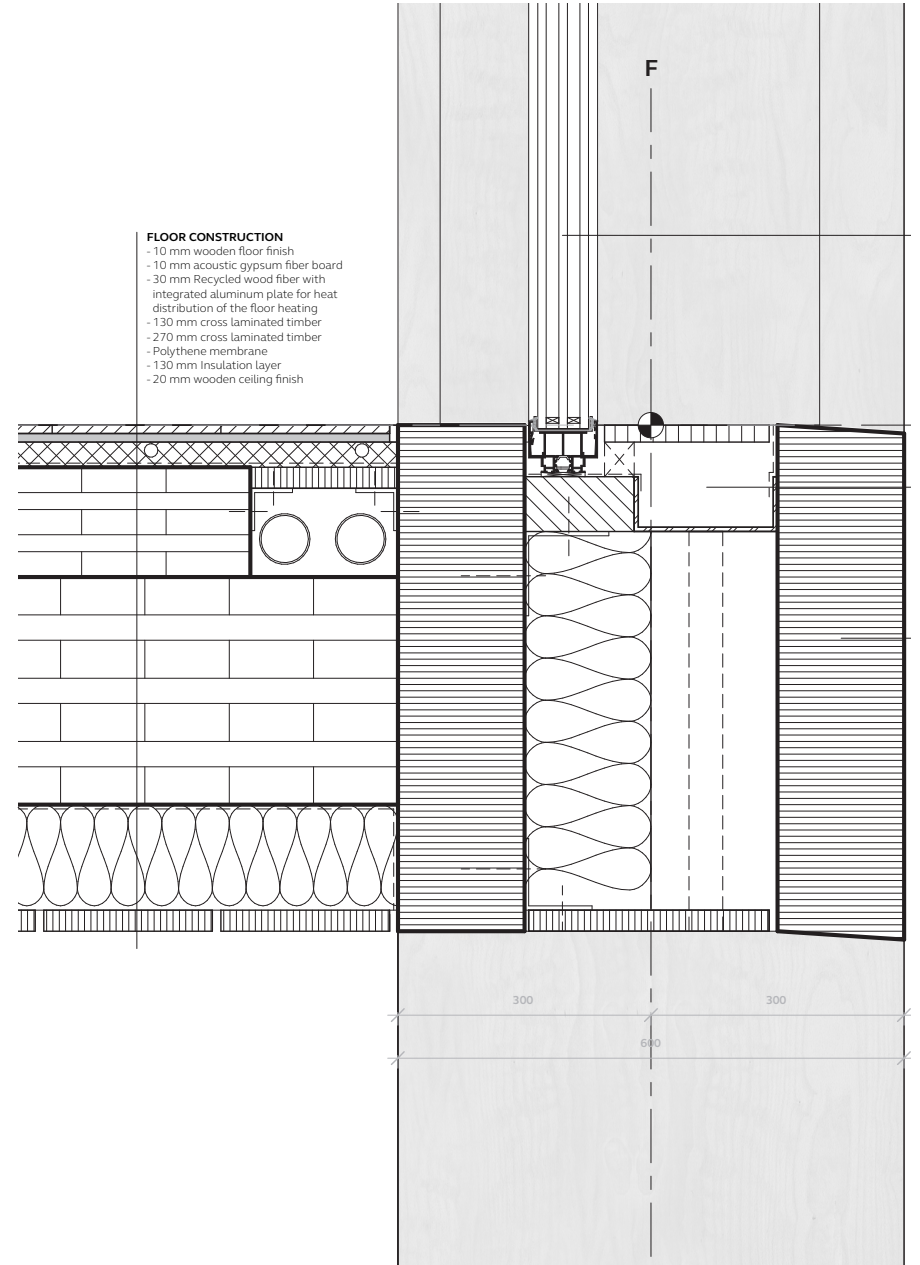 F
FLOOR CONSTRUCTION
- 10 mm wooden floor finish
- 10 mm acoustic gypsum fiber board
- 30 mm Recycled wood fiber with
integrated aluminum plate for heat
distribution of the floor heating
- 130 mm cross laminated timber
- 270 mm cross laminated timber
- Polythene membrane
- 130 mm Insulation layer
- 20 mm wooden ceiling finish
300 300
600